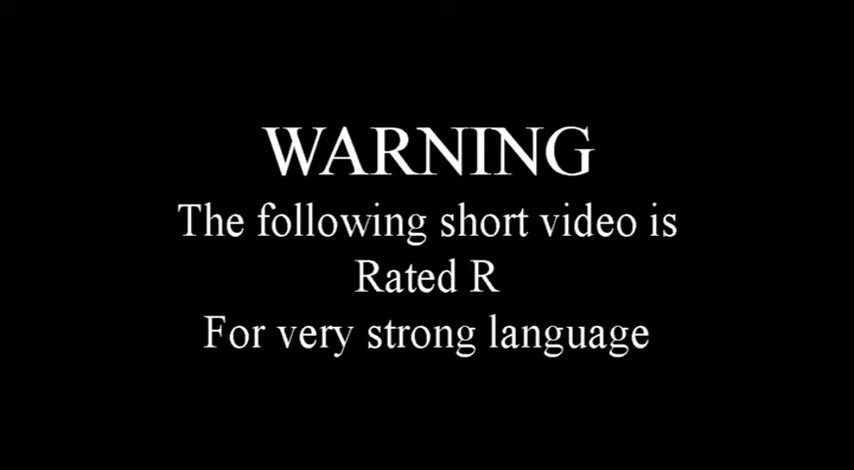 WARNING
The following short video is
Rated R
For very strong language